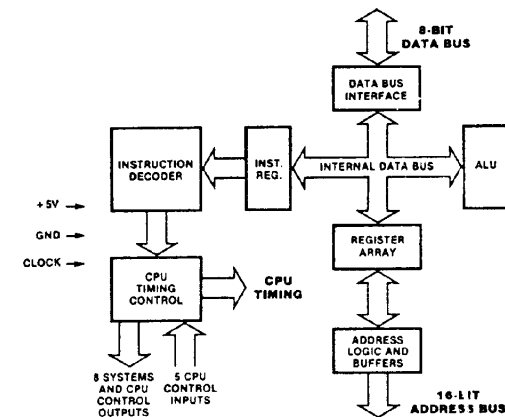 8-BIT
DATA BUS
DATA BUS
INTERFACE
INSTRUCTION
DECODER
INST.
REG.
INTERNAL DATA BUS
ALU
+5V
GND
CLOCK
REGISTER
ARRAY
CPU
TIMING
CONTROL
CPU
TIMING
ADDRESS
LOGIC AND
BUFFERS
8 SYSTEMS
AND CPU
CONTROL
OUTPUTS
5 CPU
CONTROL
INPUTS
16-LIT
ADDRESS BUS